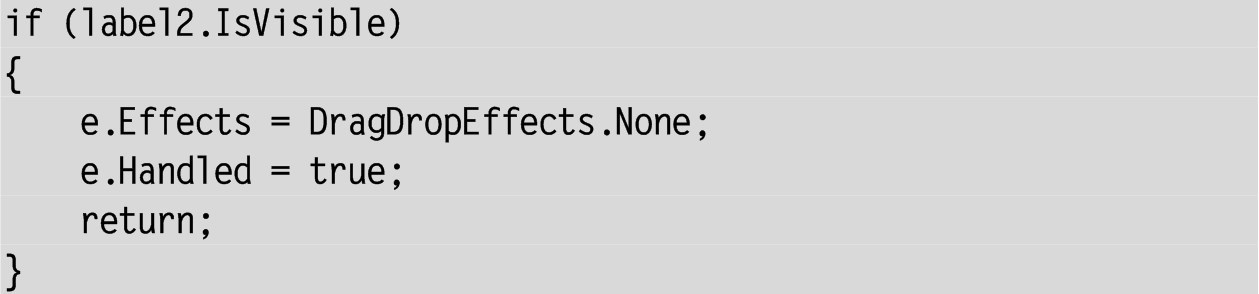 if (label2.IsVisible)
{
    e.Effects = DragDropEffects.None;
    e.Handled = true;
    return;
}